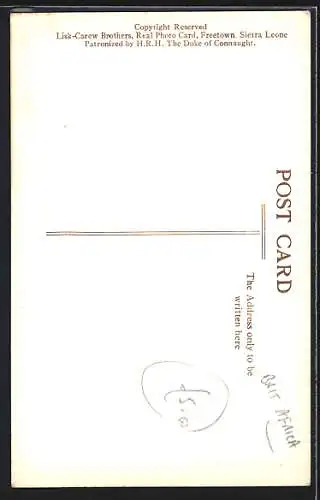 Copyright Reserved
Lisk-Carew Brothers, Real Photo Card, Freetown, Sierra Leone
Patronized by H.R.H. The Duke of Connaught.
POST CARD
The Address only to be
written here
BRIT AFRICA